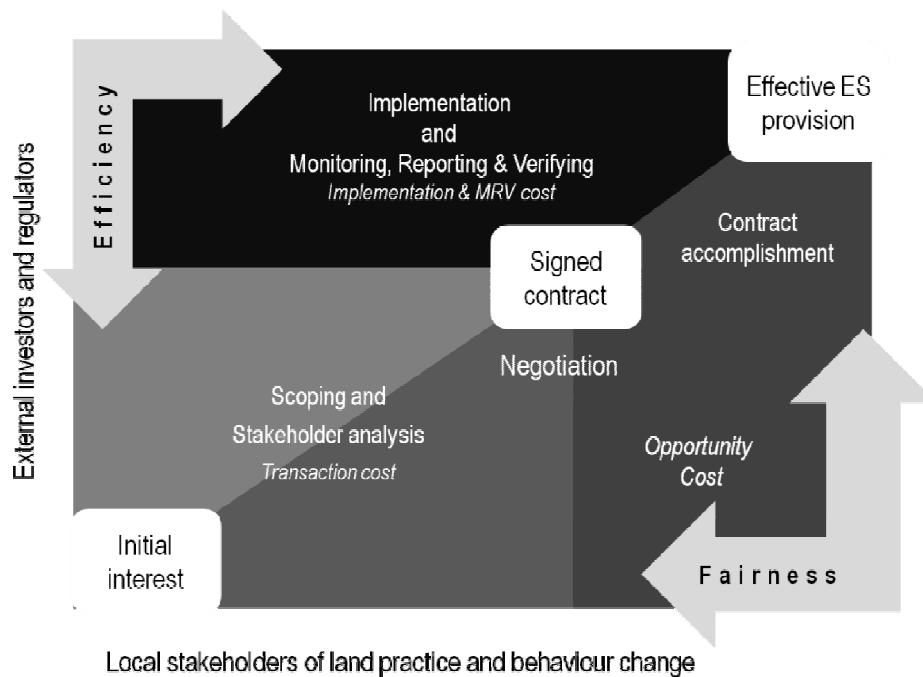 Effective ES
provision
Implementation
and
Monitoring, Reporting & Verifying
Implementation & MRV cost
Efficiency
External investors and regulators
Contract
accomplishment
Signed
contract
Negotiation
Scoping and
Stakeholder analysis
Transaction cost
Opportunity
Cost
Initial
interest
Fairness
Local stakeholders of land practice and behaviour change